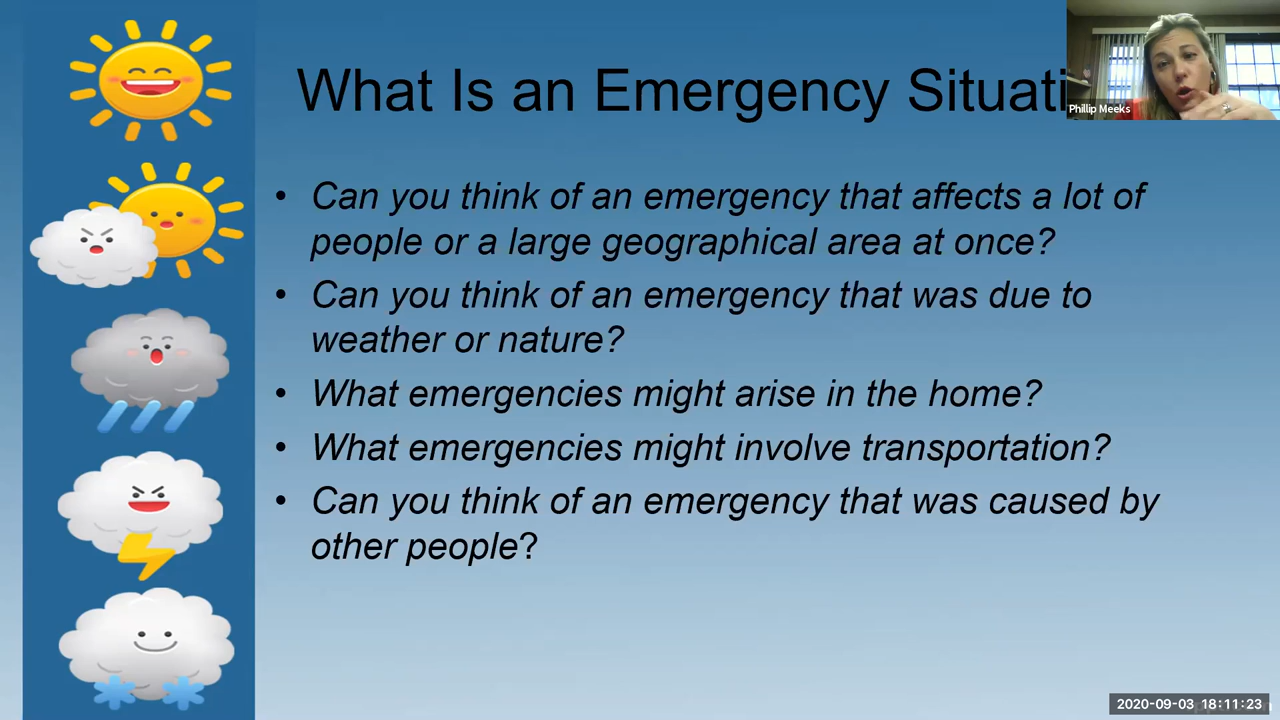 What Is an Emergency Situati
Phillip Meeks
• Can you think of an emergency that affects a lot of
people or a large geographical area at once?
• Can you think of an emergency that was due to
weather or nature?
• What emergencies might arise in the home?
• What emergencies might involve transportation?
• Can you think of an emergency that was caused by
other people?
2020-09-03 18:11:23